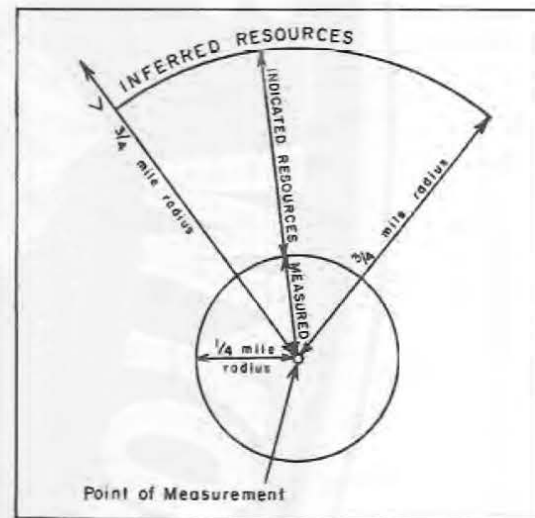 INFERRED RESOURCES
> 3/4 mile radius
INDICATED RESOURCES
3/4 mile radius
MEASURED
1/4 mile
radius
Point of Measurement